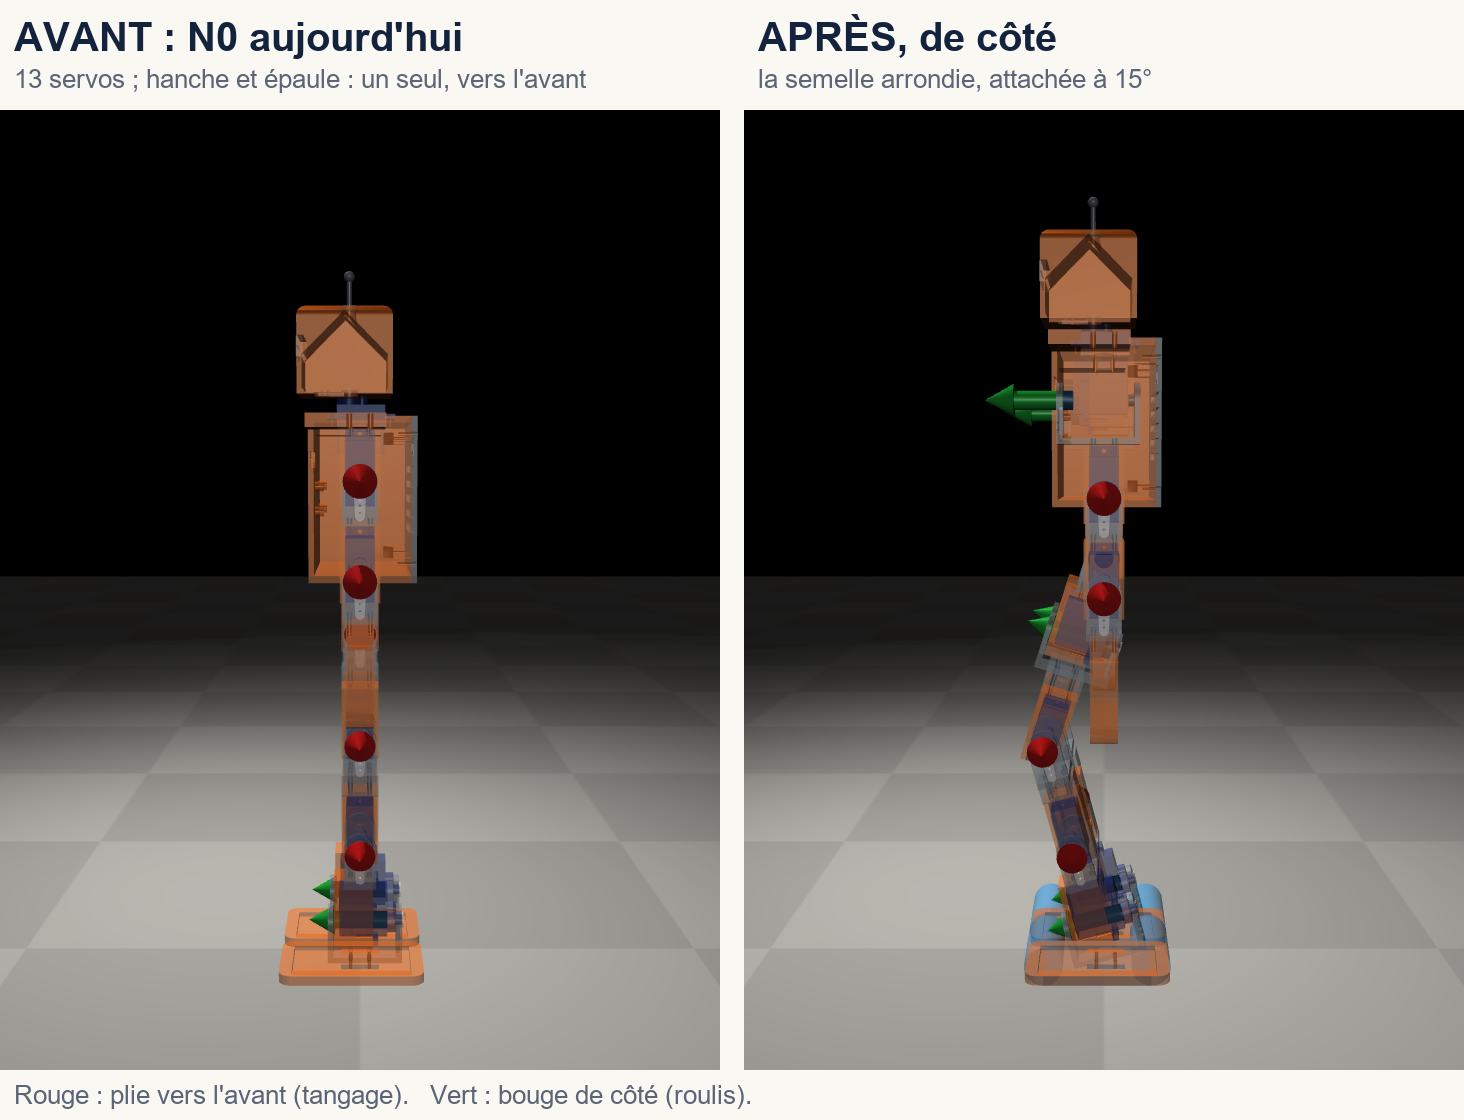 AVANT : N0 aujourd'hui
13 servos ; hanche et épaule : un seul, vers l'avant
APRÈS, de côté
la semelle arrondie, attachée à 15°
Rouge : plie vers l'avant (tangage).   Vert : bouge de côté (roulis).